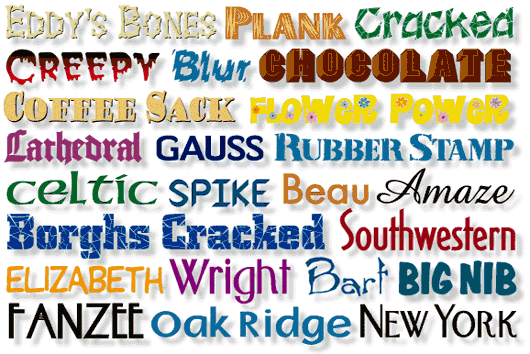 Eddy's Bones Plank Cracked
Creepy Blur Chocolate
Coffee Sack Flower Power
Lathedral GAUSS Rubber Stamp
celtic SPIKE Beau Amaze
Borghs Cracked Southwestern
ELIZABETH Wright Bart BIG NIB
FANZEE Oak Ridge New York